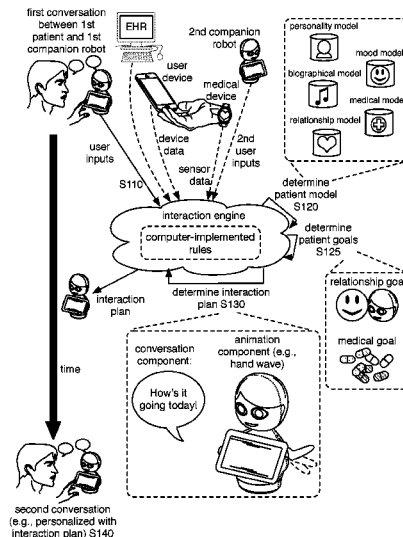 first conversation
between 1st
patient and 1st
companion robot
EHR
user
device
2nd companion
robot
medical
device
personality model
mood model
biographical model
medical model
relationship model
user
inputs
device
data
sensor
data
2nd
user
inputs
S110
determine
patient model
S120
interaction engine
computer-implemented
rules
determine
patient goals
S125
interaction
plan
determine interaction
plan S130
relationship goal
medical goal
time
conversation
component:
animation
component (e.g.,
hand wave)
How's it
going today!
second conversation
(e.g., personalized with
interaction plan) S140